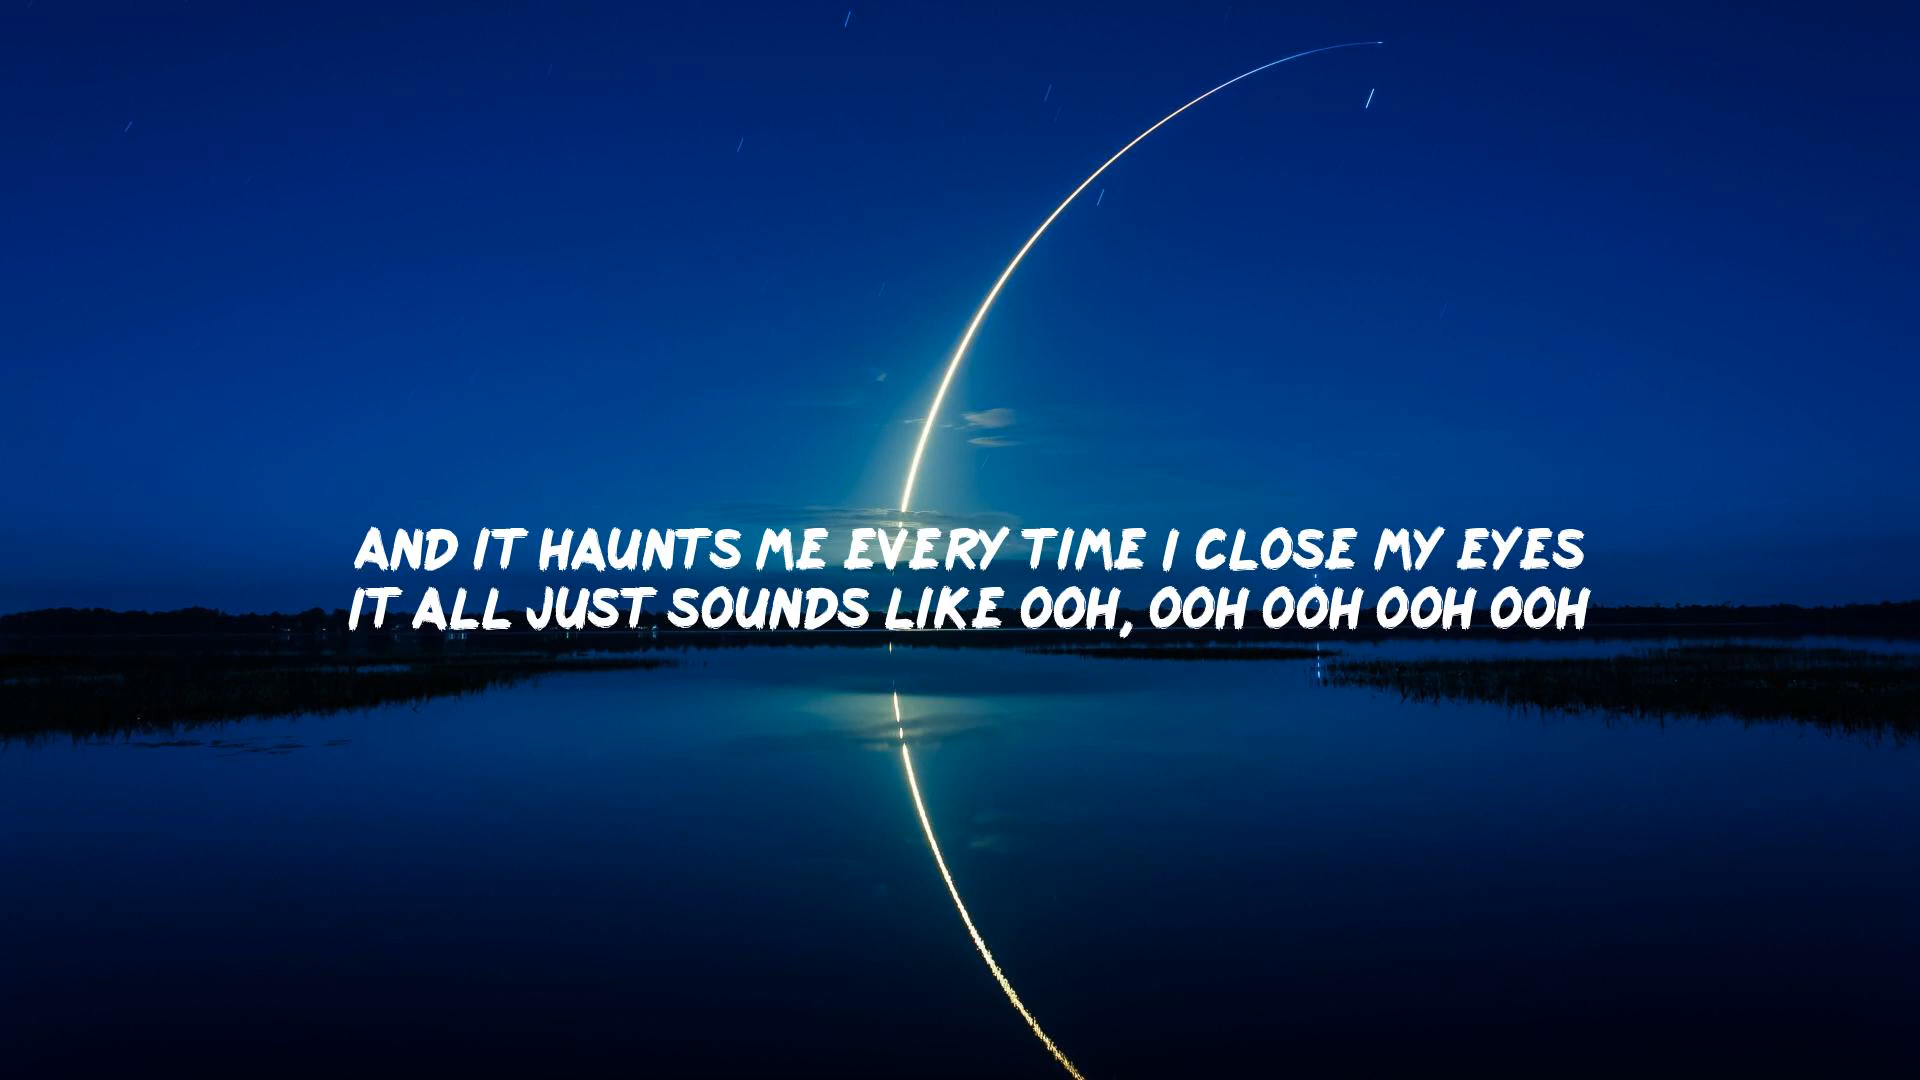 AND IT HAUNTS ME EVERY TIME I CLOSE MY EYES
IT ALL JUST SOUNDS LIKE OOH, OOH OOH OOH OOH